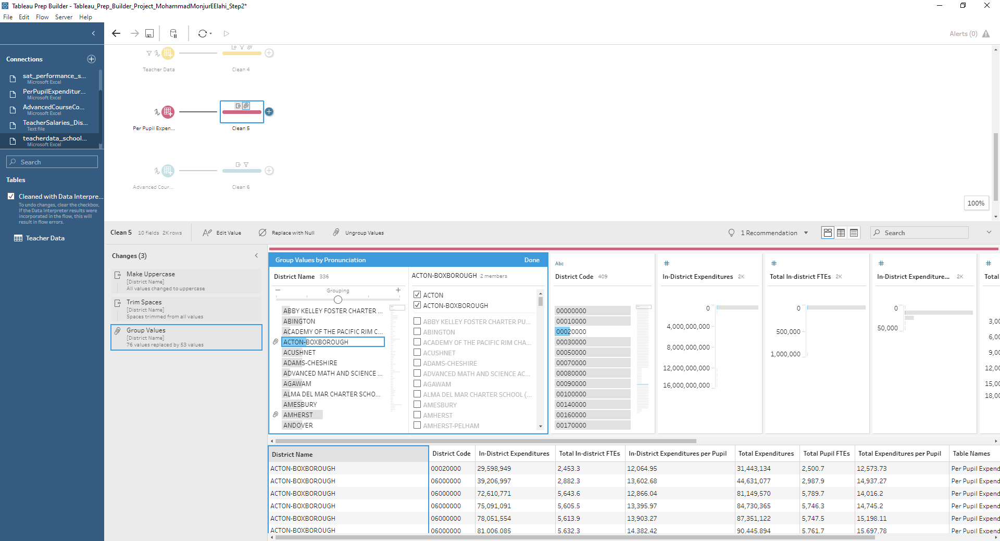 Tableau Prep Builder - Tableau_Prep_Builder_Project_MohammadMonjurEElahi_Step2*
File Edit Flow Server Help
Alerts (0)
Connections
sat_performance_s...
Microsoft Excel
PerPupilExpenditur...
Microsoft Excel
AdvancedCourseCo...
Microsoft Excel
TeacherSalaries_Dis...
Text file
teacherdata_school...
Microsoft Excel
Search
Tables
Cleaned with Data Interpre...
To undo changes, clear the checkbox.
If the Data Interpreter results were
incorporated in the flow, this will
result in flow errors.
Teacher Data
Teacher Data Clean 4
Per Pupil Expen... Clean 5
Advanced Cour... Clean 6
100%
Clean 5 10 fields 2K rows Edit Value Replace with Null Ungroup Values 1 Recommendation Search
Changes (3)
Make Uppercase
[District Name]
All values changed to uppercase
Trim Spaces
[District Name]
Spaces trimmed from all values
Group Values
[District Name]
76 values replaced by 53 values
Group Values by Pronunciation Done
District Name 336
Grouping
ABBY KELLEY FOSTER CHARTER ...
ABINGTON
ACADEMY OF THE PACIFIC RIM C...
ACTON-BOXBOROUGH
ACUSHNET
ADAMS-CHESHIRE
ADVANCED MATH AND SCIENCE ...
AGAWAM
ALMA DEL MAR CHARTER SCHO...
AMESBURY
AMHERST
ANDOVER
ACTON-BOXBOROUGH 2 members
ACTON
ACTON-BOXBOROUGH
ABBY KELLEY FOSTER CHARTER PU...
ABINGTON
ACADEMY OF THE PACIFIC RIM CHA...
ACUSHNET
ADAMS-CHESHIRE
ADVANCED MATH AND SCIENCE AC...
AGAWAM
ALMA DEL MAR CHARTER SCHOOL (...
AMESBURY
AMHERST
AMHERST-PELHAM
Abc
District Code 409
00000000
00010000
00020000
00030000
00050000
00070000
00080000
00090000
00100000
00140000
00160000
00170000
#
In-District Expenditures 2K
0
4,000,000,000
8,000,000,000
12,000,000,000
16,000,000,000
#
Total In-district FTEs 2K
0
500,000
1,000,000
#
In-District Expenditure... 2K
0
50,000
#
Total
3,00
6,00
9,00
12,00
15,00
18,00
District Name District Code In-District Expenditures Total In-district FTEs In-District Expenditures per Pupil Total Expenditures Total Pupil FTEs Total Expenditures per Pupil Table Names
ACTON-BOXBOROUGH 00020000 29,598,949 2,453.3 12,064.95 31,443,134 2,500.7 12,573.73 Per Pupil Expend
ACTON-BOXBOROUGH 06000000 39,206,997 2,882.3 13,602.68 44,631,077 2,987.9 14,937.27 Per Pupil Expend
ACTON-BOXBOROUGH 06000000 72,610,771 5,643.6 12,866.04 81,149,570 5,789.7 14,016.2 Per Pupil Expend
ACTON-BOXBOROUGH 06000000 75,091,091 5,605.5 13,395.97 84,730,365 5,746.3 14,745.2 Per Pupil Expend
ACTON-BOXBOROUGH 06000000 78,051,554 5,613.9 13,903.27 87,351,122 5,747.5 15,198.11 Per Pupil Expend
ACTON-BOXBOROUGH 06000000 81,006,085 5,632.3 14,382.42 90,445,894 5,761.7 15,697.78 Per Pupil Expend